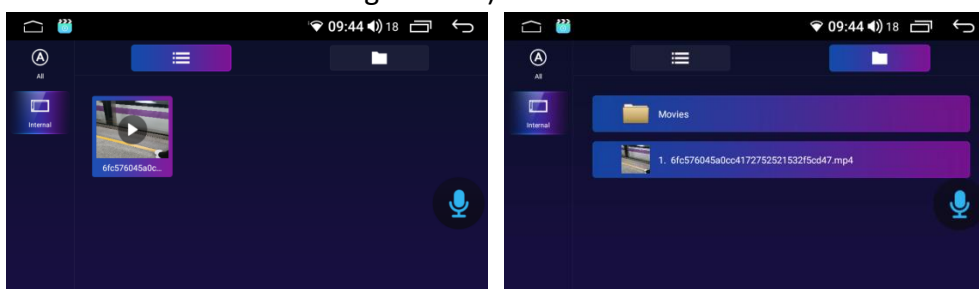 09:44 18
All
Internal
6fc576045a0c...
09:44 18
All
Internal
Movies
1. 6fc576045a0cc4172752521532f5cd47.mp4